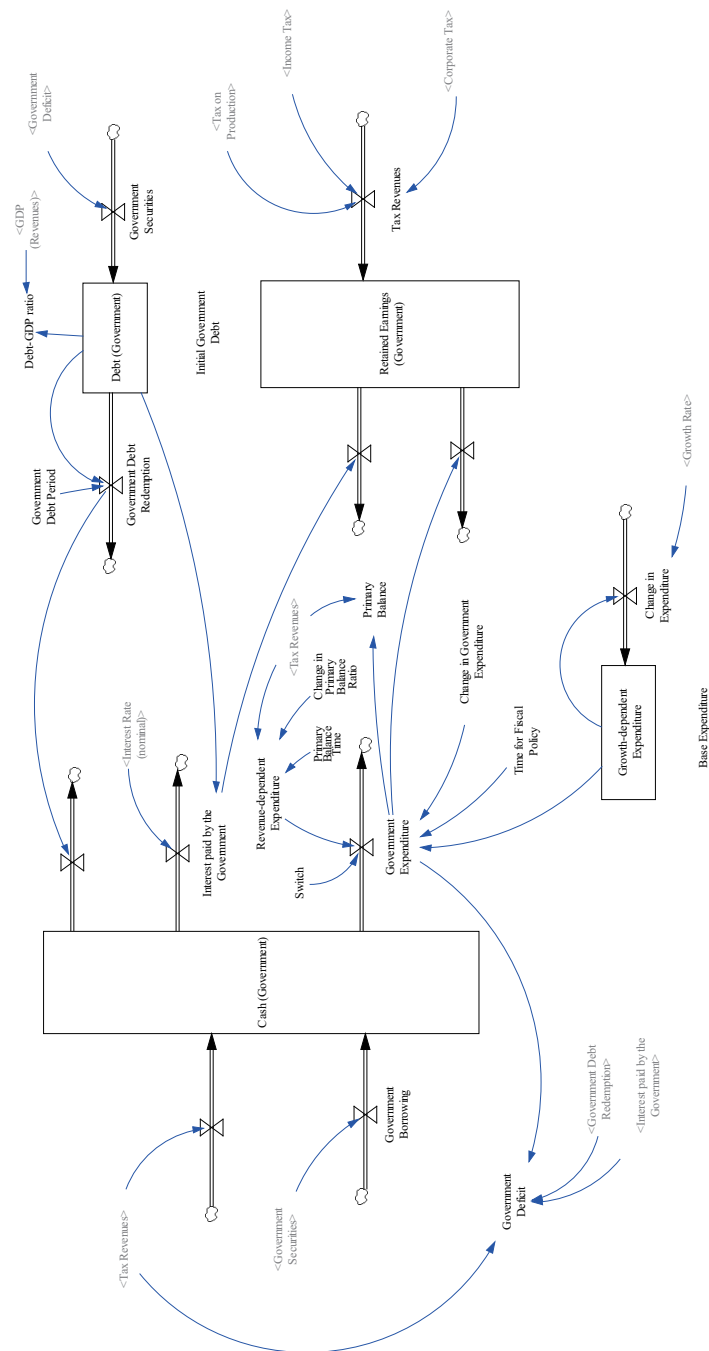 <Tax Revenues>
<Government
Securities>
Government
Borrowing
Government
Deficit
<Government Debt
Redemption>
<Interest paid by the
Government>
Cash (Government)
<Interest Rate
(nominal)>
Interest paid by the
Government
Revenue-dependent
Expenditure
Switch
Government
Expenditure
Primary
Balance
Time
Change in
Primary
Balance
Ratio
<Tax Revenues>
Primary
Balance
Change in Government
Expenditure
Time for Fiscal
Policy
Growth-dependent
Expenditure
Base Expenditure
Change in
Expenditure
<Growth Rate>
Government
Debt Period
Government Debt
Redemption
Debt-GDP ratio
<GDP
(Revenues)>
Debt (Government)
Initial Government
Debt
<Government
Deficit>
Government
Securities
Retained Earnings
(Government)
Tax Revenues
<Tax on
Production>
<Income Tax>
<Corporate Tax>